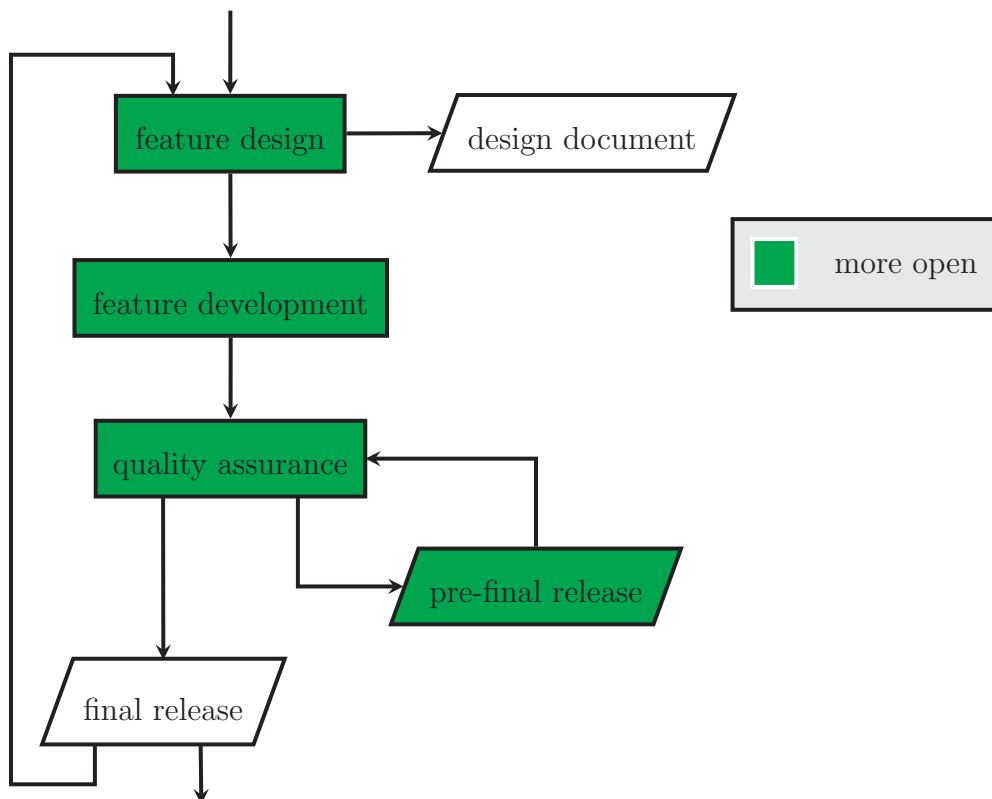 feature design
design document
feature development
more open
quality assurance
pre-final release
final release